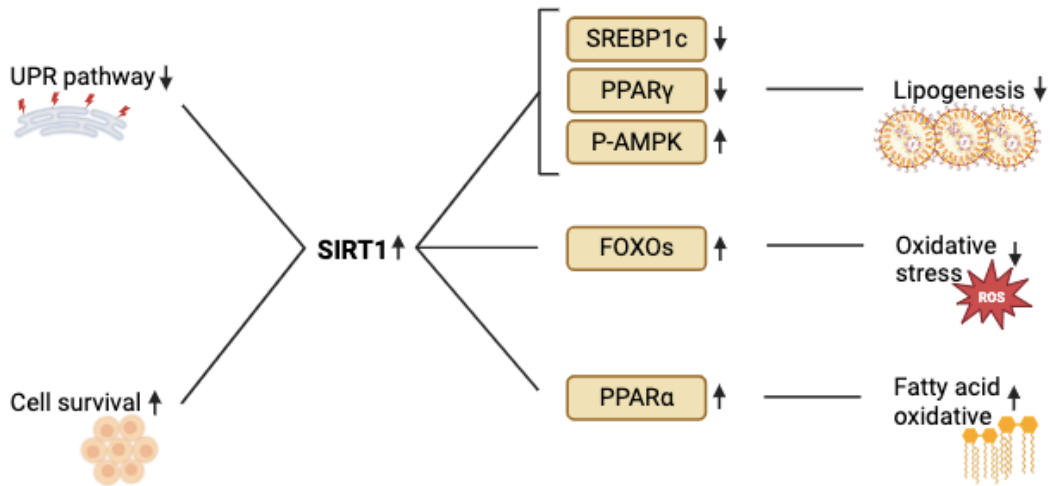 UPR pathway ↓
Cell survival ↑
SIRT1 ↑
SREBP1c ↓
PPARγ ↓
P-AMPK ↑
Lipogenesis ↓
FOXOs ↑
Oxidative ↓
stress
ROS
PPARα ↑
Fatty acid ↑
oxidative